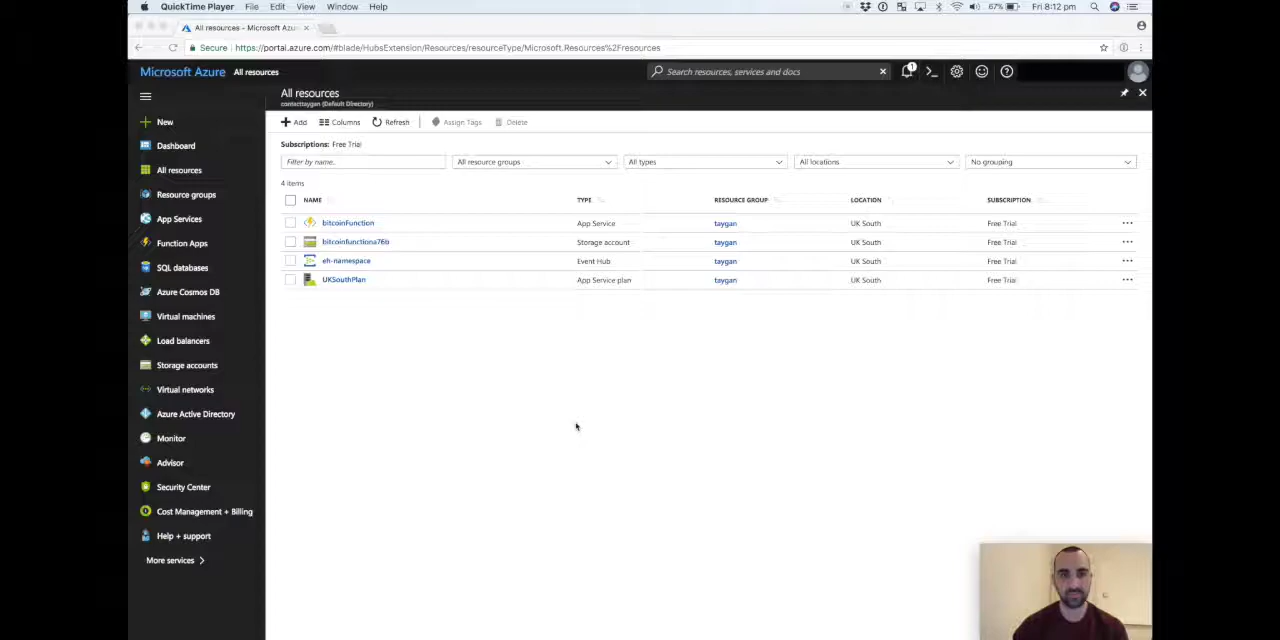 QuickTime Player File Edit View Window Help 67% Fri 8:12 pm
All resources - Microsoft Azu
Secure https://portal.azure.com/#blade/HubsExtension/Resources/resourceType/Microsoft.Resources%2Fresources
Microsoft Azure All resources Search resources, services and docs 1
All resources
contacttaygan (Default Directory)
New
Dashboard
All resources
Resource groups
App Services
Function Apps
SQL databases
Azure Cosmos DB
Virtual machines
Load balancers
Storage accounts
Virtual networks
Azure Active Directory
Monitor
Advisor
Security Center
Cost Management + Billing
Help + support
More services
Add Columns Refresh Assign Tags Delete
Subscriptions: Free Trial
Filter by name... All resource groups All types All locations No grouping
4 items
NAME TYPE RESOURCE GROUP LOCATION SUBSCRIPTION
bitcoinFunction App Service taygan UK South Free Trial
bitcoinfunctiona76b Storage account taygan UK South Free Trial
eh-namespace Event Hub taygan UK South Free Trial
UKSouthPlan App Service plan taygan UK South Free Trial